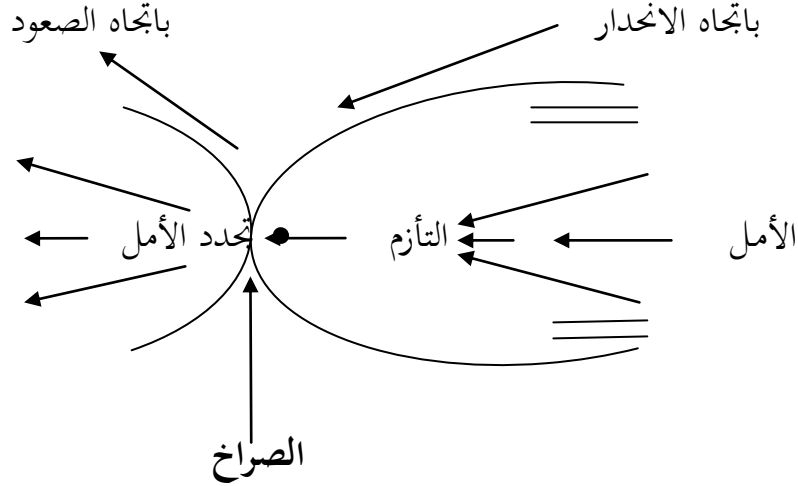 باتجاه الانحدار
باتجاه الصعود
الأمل
التأزم
تجدد الأمل
الصراخ